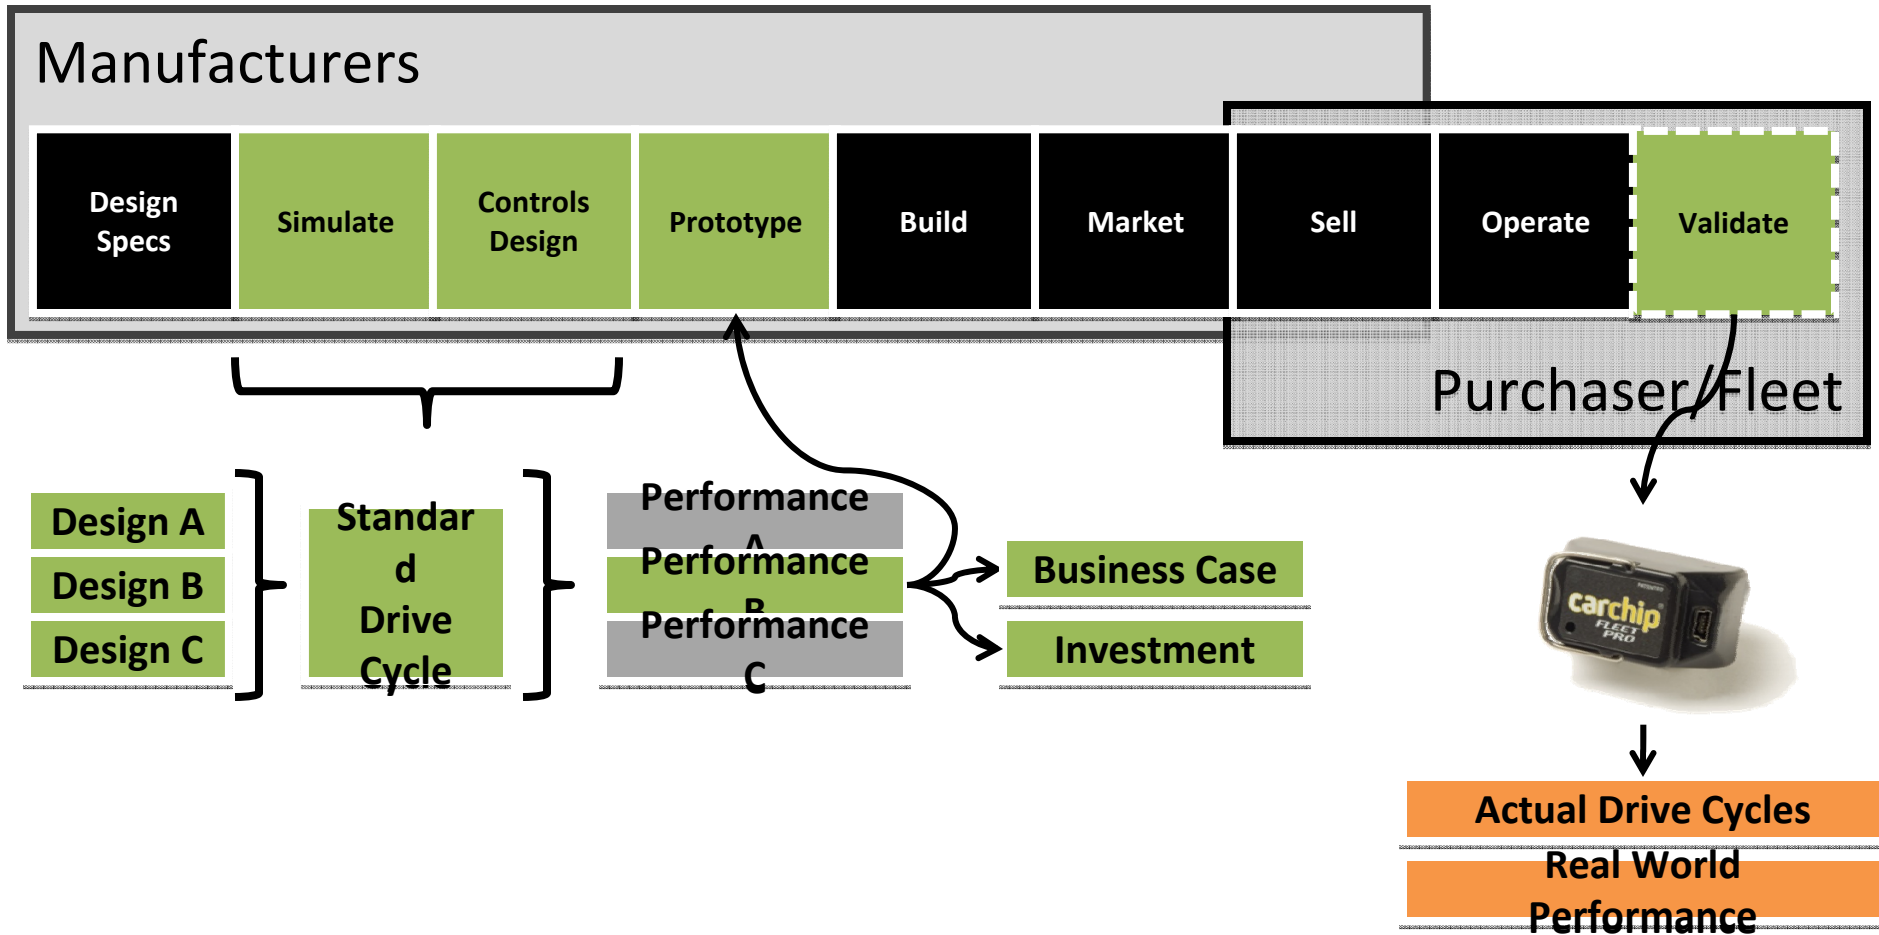 Manufacturers
Design
Specs
Simulate
Controls
Design
Prototype
Build
Market
Sell
Operate
Validate
Purchaser/Fleet
Design A
Design B
Design C
Standar
d
Drive
Cycle
Performance
A
Performance
B
Performance
C
Business Case
Investment
PATENTED
carchip®
FLEET
PRO
Actual Drive Cycles
Real World
Performance